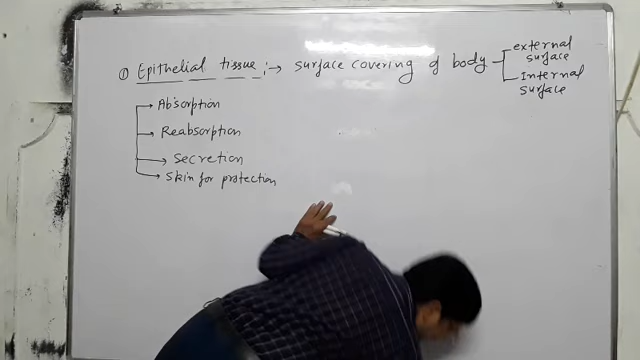 ① Epithelial tissue :→ surface covering of body external surface
Internal surface
→ Absorption
→ Reabsorption
→ Secretion
→ Skin for protection